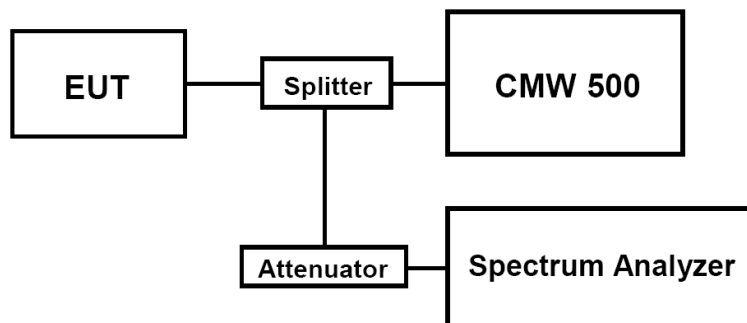 EUT
Splitter
CMW 500
Attenuator
Spectrum Analyzer